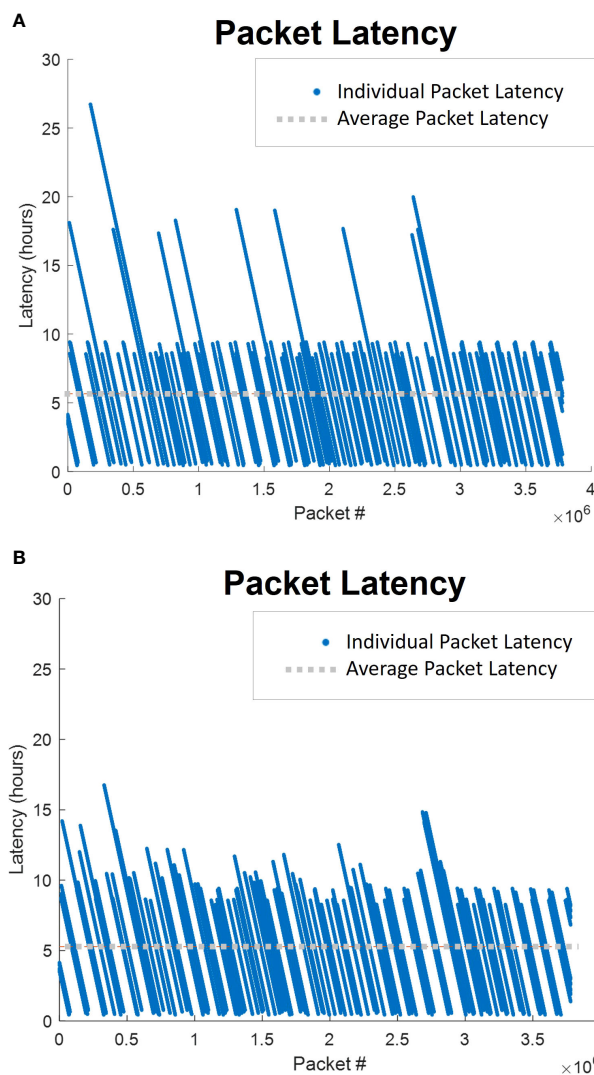 A
Packet Latency
30
25
20
15
10
5
0
Latency (hours)
Individual Packet Latency
Average Packet Latency
0 0.5 1 1.5 2 2.5 3 3.5 4
Packet #
×10⁶
B
Packet Latency
30
25
20
15
10
5
0
Latency (hours)
Individual Packet Latency
Average Packet Latency
0 0.5 1 1.5 2 2.5 3 3.5
Packet #